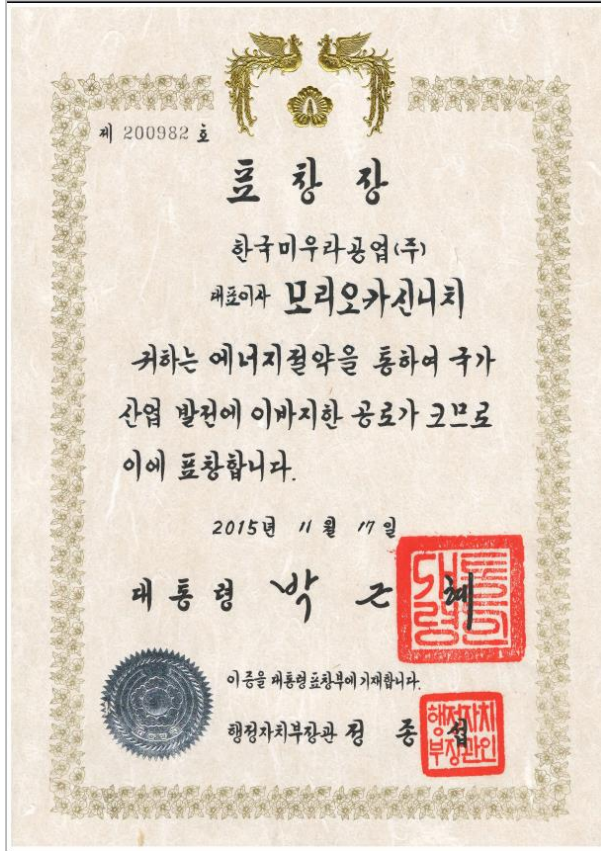 제 200982 호
표창장
한국미우라공업(주)
대표이사 모리오카신니치
귀하는 에너지절약을 통하여 국가
산업 발전에 이바지한 공로가 크므로
이에 표창합니다.
2015년 11월 17일
대통령 박근혜
대통령의
이 증을 대통령표창부에 기재합니다.
행정자치부장관 정종섭
행정자치
부장관인